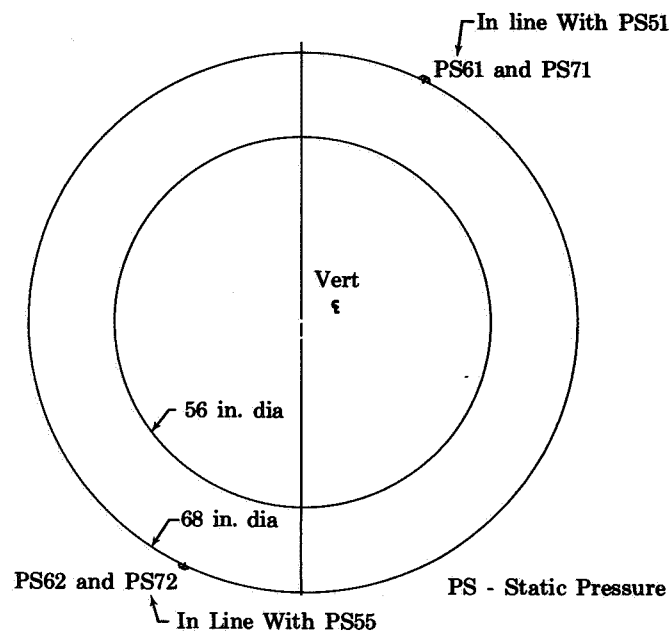 In line With PS51
PS61 and PS71
Vert
℄
56 in. dia
68 in. dia
PS62 and PS72
PS - Static Pressure
In Line With PS55